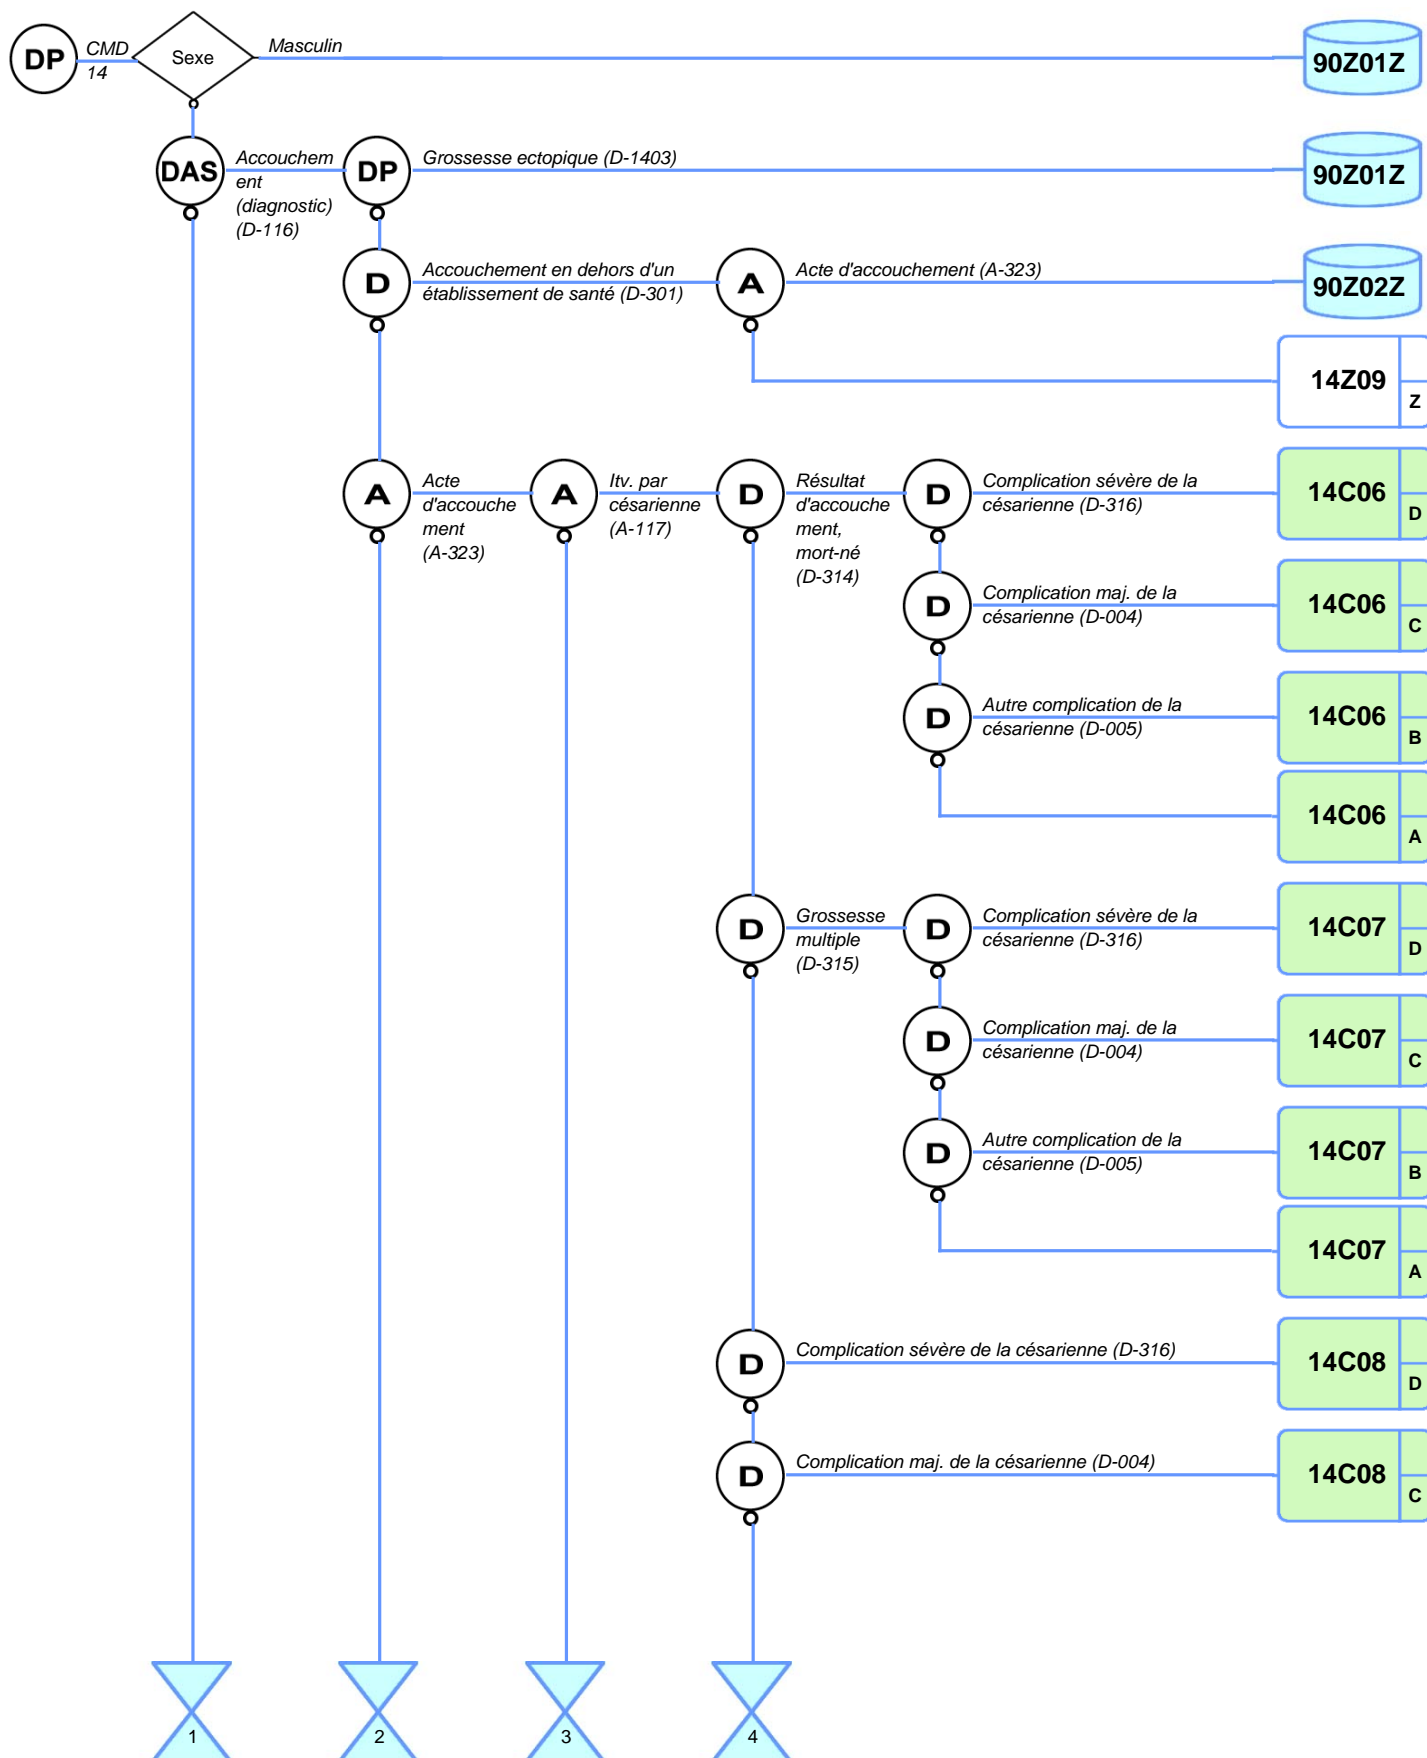 DP
CMD
14
Sexe
Masculin
90Z01Z
DAS
Accouchem
ent
(diagnostic)
(D-116)
DP
Grossesse ectopique (D-1403)
90Z01Z
D
Accouchement en dehors d'un
établissement de santé (D-301)
A
Acte d'accouchement (A-323)
90Z02Z
14Z09
Z
A
Acte
d'accouche
ment
(A-323)
A
Itv. par
césarienne
(A-117)
D
Résultat
d'accouche
ment,
mort-né
(D-314)
D
Complication sévère de la
césarienne (D-316)
14C06
D
D
Complication maj. de la
césarienne (D-004)
14C06
C
D
Autre complication de la
césarienne (D-005)
14C06
B
14C06
A
D
Grossesse
multiple
(D-315)
D
Complication sévère de la
césarienne (D-316)
14C07
D
D
Complication maj. de la
césarienne (D-004)
14C07
C
D
Autre complication de la
césarienne (D-005)
14C07
B
14C07
A
D
Complication sévère de la césarienne (D-316)
14C08
D
D
Complication maj. de la césarienne (D-004)
14C08
C
1
2
3
4